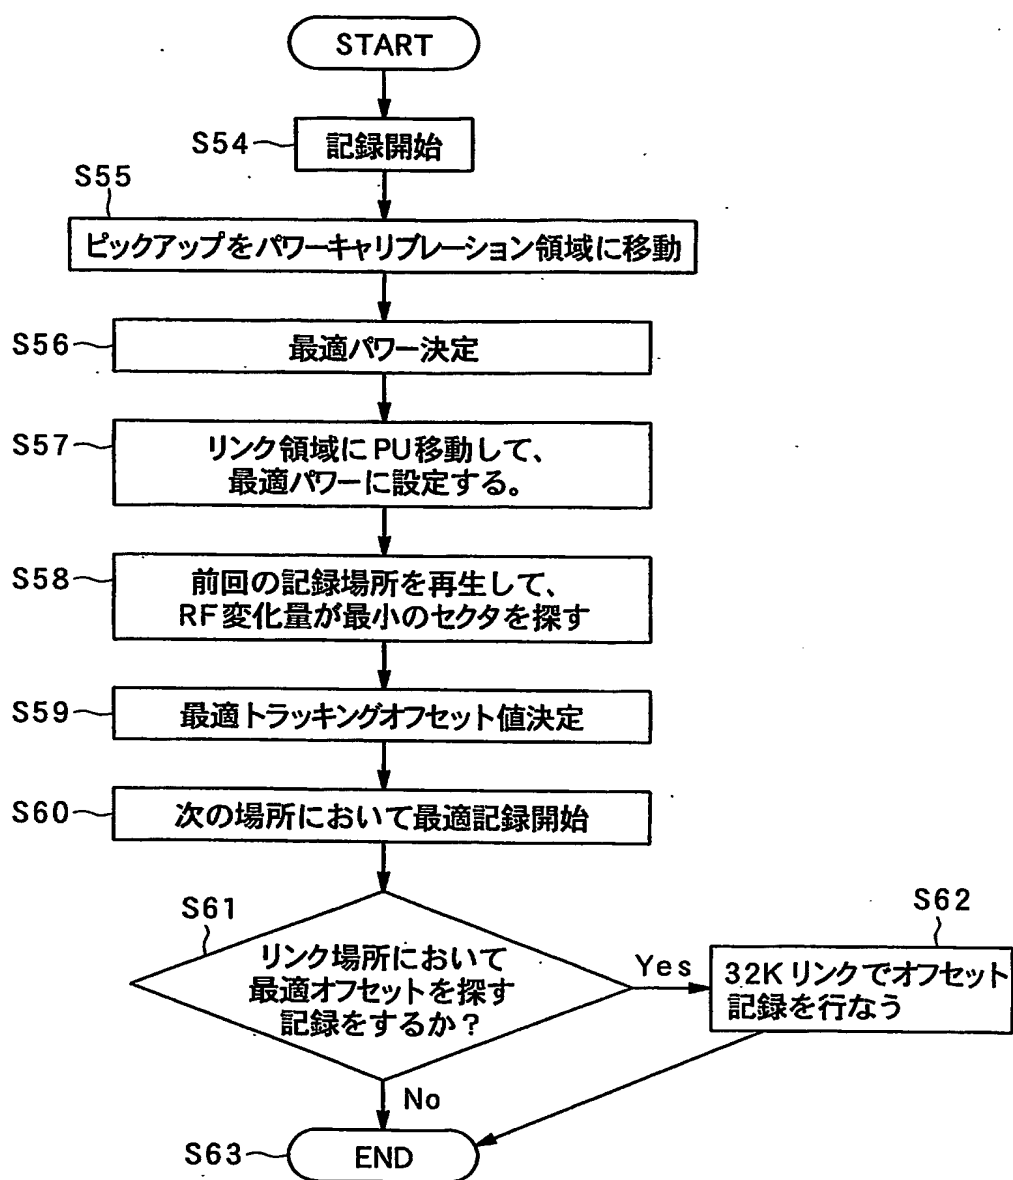 START
S54
記録開始
S55
ピックアップをパワーキャリブレーション領域に移動
S56
最適パワー決定
S57
リンク領域にPU移動して、
最適パワーに設定する。
S58
前回の記録場所を再生して、
RF変化量が最小のセクタを探す
S59
最適トラッキングオフセット値決定
S60
次の場所において最適記録開始
S61
リンク場所において
最適オフセットを探す
記録をするか？
Yes
S62
32Kリンクでオフセット
記録を行なう
No
S63
END